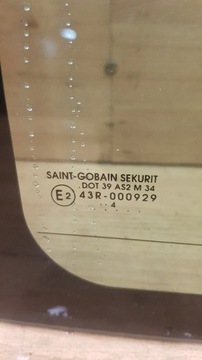 SAINT-GOBAIN SEKURIT
DOT 39 AS2 M 34
E2 43R-000929
4